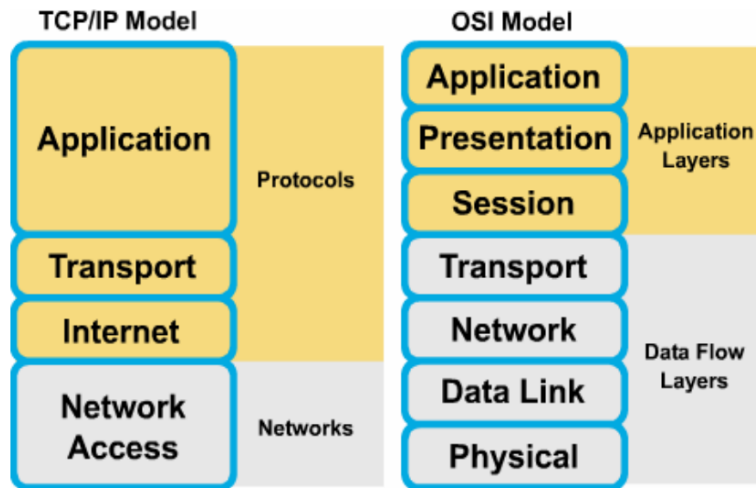 TCP/IP Model
Application
Transport
Internet
Network
Access
Protocols
Networks
OSI Model
Application
Presentation
Session
Transport
Network
Data Link
Physical
Application
Layers
Data Flow
Layers